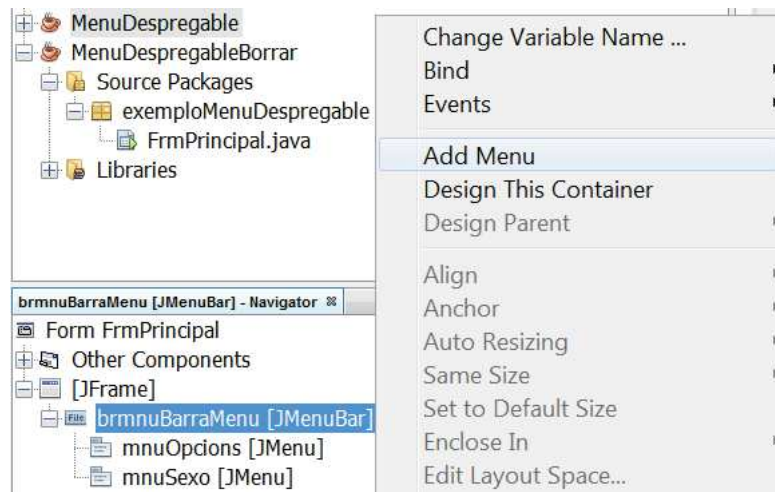 MenuDespregable
MenuDespregableBorrar
Source Packages
exemploMenuDespregable
FrmPrincipal.java
Libraries
brmnuBarraMenu [JMenuBar] - Navigator
Form FrmPrincipal
Other Components
[JFrame]
brmnuBarraMenu [JMenuBar]
mnuOpcions [JMenu]
mnuSexo [JMenu]
Change Variable Name ...
Bind
Events
Add Menu
Design This Container
Design Parent
Align
Anchor
Auto Resizing
Same Size
Set to Default Size
Enclose In
Edit Layout Space...